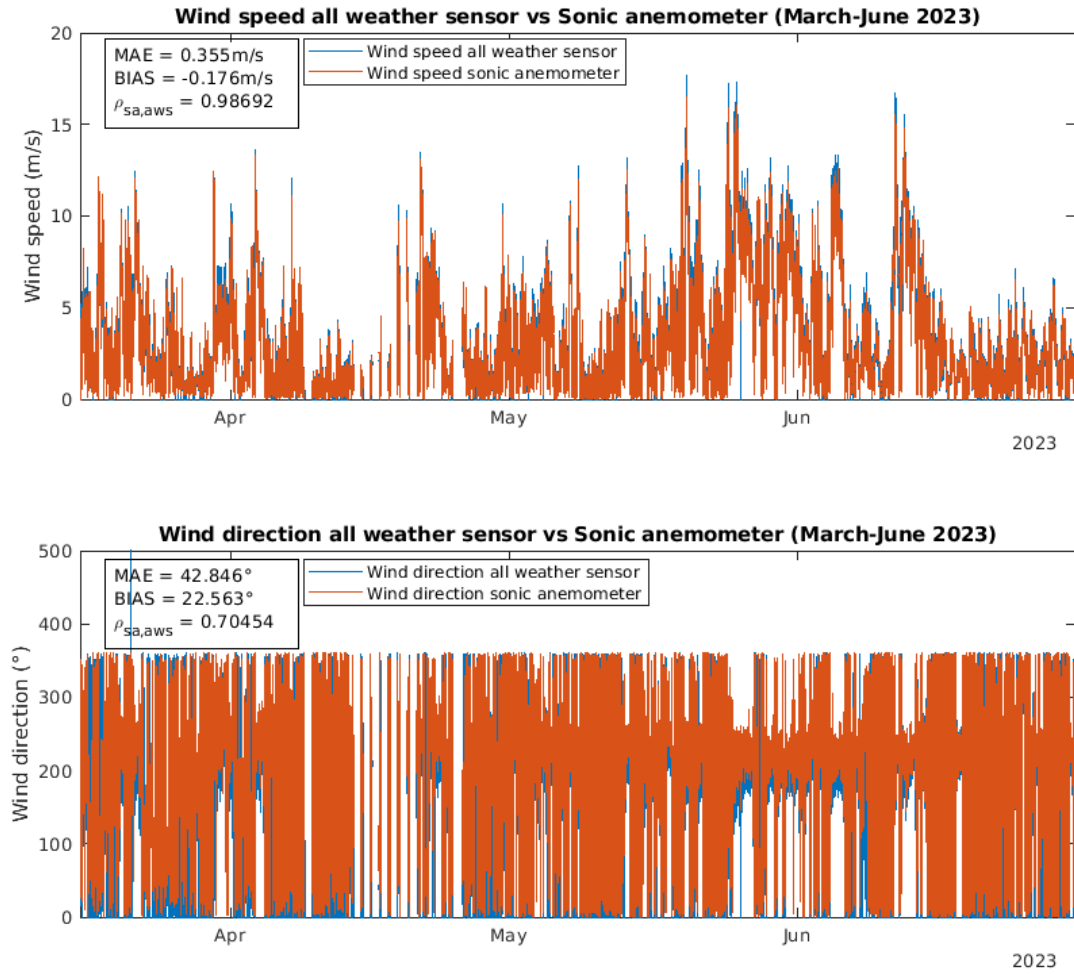 Wind speed all weather sensor vs Sonic anemometer (March-June 2023)
20
15
10
5
0
Wind speed (m/s)
MAE = 0.355m/s
BIAS = -0.176m/s
ρsa,aws = 0.98692
Wind speed all weather sensor
Wind speed sonic anemometer
Apr
May
Jun
2023
Wind direction all weather sensor vs Sonic anemometer (March-June 2023)
500
400
300
200
100
0
Wind direction (°)
MAE = 42.846°
BIAS = 22.563°
ρsa,aws = 0.70454
Wind direction all weather sensor
Wind direction sonic anemometer
Apr
May
Jun
2023